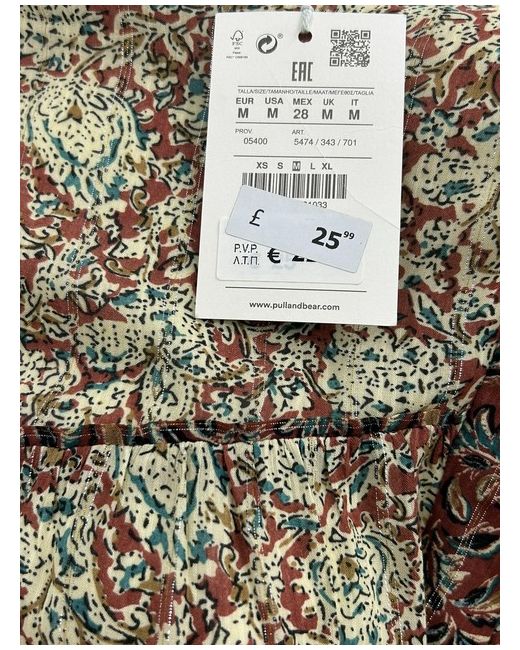 FSC
EAC
TALLA/SIZE/TAMANHO/TAILLE/MAAT/ΜΕΓΕΘΟΣ/TAGLIA
EUR USA MEX UK IT
M M 28 M M
PROV. ART.
05400 5474 / 343 / 701
XS S M L XL
£ 25.99
P.V.P. €
Λ.Τ.Π.
www.pullandbear.com